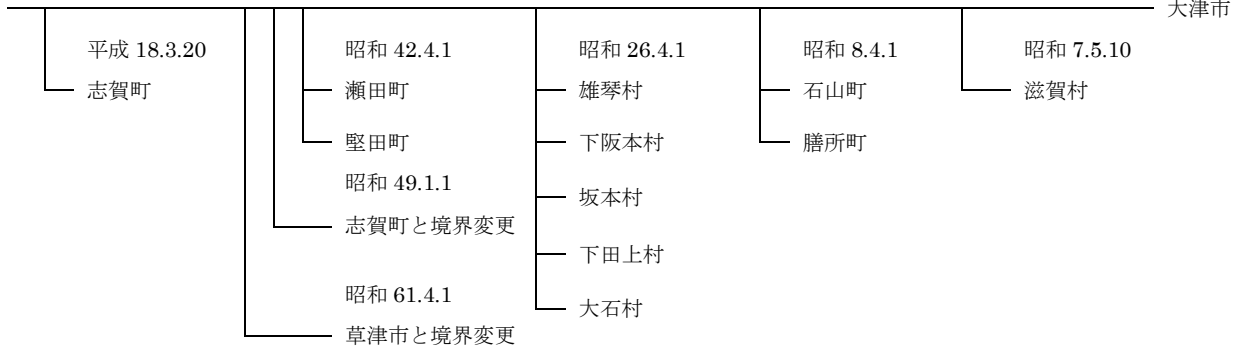 大津市
平成 18.3.20
志賀町
昭和 42.4.1
瀬田町
堅田町
昭和 49.1.1
志賀町と境界変更
昭和 61.4.1
草津市と境界変更
昭和 26.4.1
雄琴村
下阪本村
坂本村
下田上村
大石村
昭和 8.4.1
石山町
膳所町
昭和 7.5.10
滋賀村